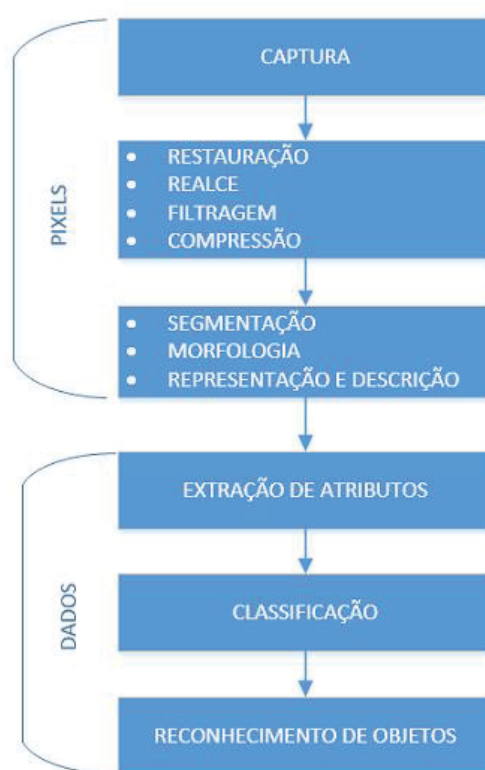 CAPTURA
PIXELS
• RESTAURAÇÃO
• REALCE
• FILTRAGEM
• COMPRESSÃO
• SEGMENTAÇÃO
• MORFOLOGIA
• REPRESENTAÇÃO E DESCRIÇÃO
DADOS
EXTRAÇÃO DE ATRIBUTOS
CLASSIFICAÇÃO
RECONHECIMENTO DE OBJETOS